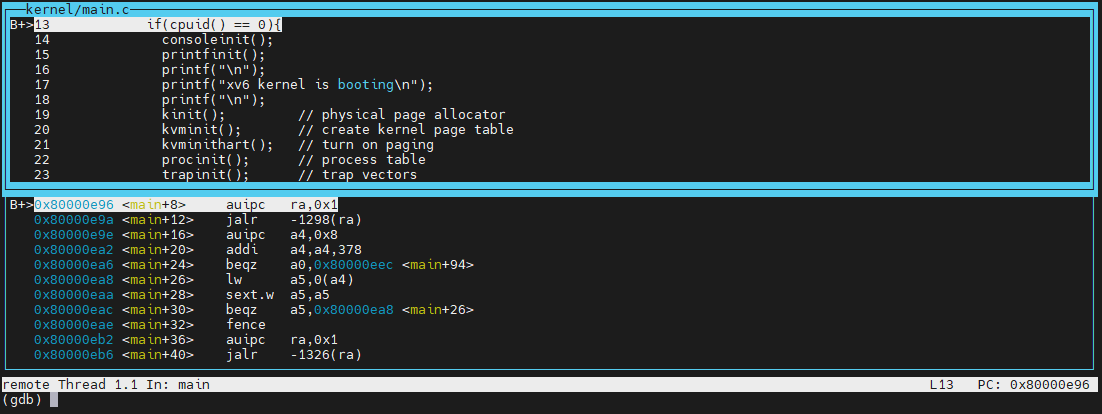 kernel/main.c
B+>13 if(cpuid() == 0){
14 consoleinit();
15 printfinit();
16 printf("\n");
17 printf("xv6 kernel is booting\n");
18 printf("\n");
19 kinit(); // physical page allocator
20 kvminit(); // create kernel page table
21 kvminithart(); // turn on paging
22 procinit(); // process table
23 trapinit(); // trap vectors
B+>0x80000e96 <main+8> auipc ra,0x1
0x80000e9a <main+12> jalr -1298(ra)
0x80000e9e <main+16> auipc a4,0x8
0x80000ea2 <main+20> addi a4,a4,378
0x80000ea6 <main+24> beqz a0,0x80000eec <main+94>
0x80000ea8 <main+26> lw a5,0(a4)
0x80000eaa <main+28> sext.w a5,a5
0x80000eac <main+30> beqz a5,0x80000ea8 <main+26>
0x80000eae <main+32> fence
0x80000eb2 <main+36> auipc ra,0x1
0x80000eb6 <main+40> jalr -1326(ra)
remote Thread 1.1 In: main L13 PC: 0x80000e96
(gdb)